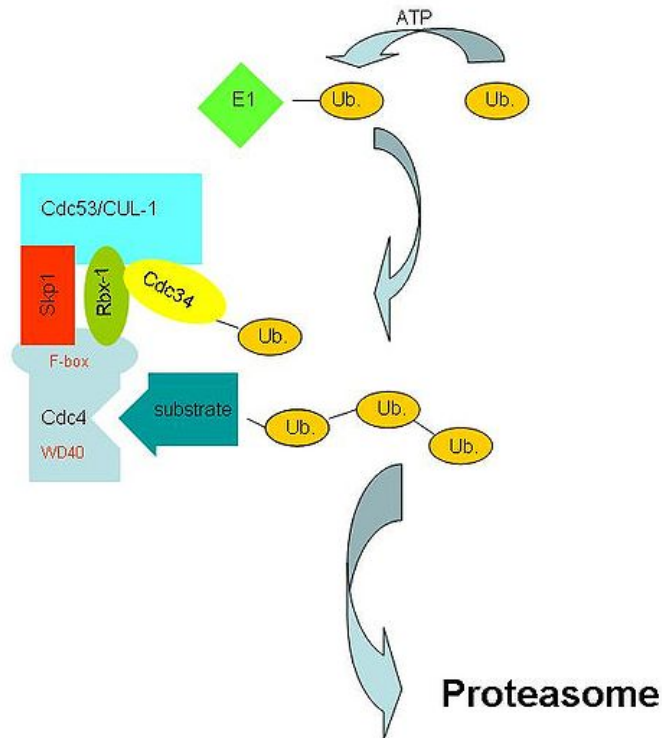 ATP
E1
Ub.
Ub.
Cdc53/CUL-1
Skp1
Rbx-1
Cdc34
Ub.
F-box
Cdc4
WD40
substrate
Ub.
Ub.
Ub.
Proteasome